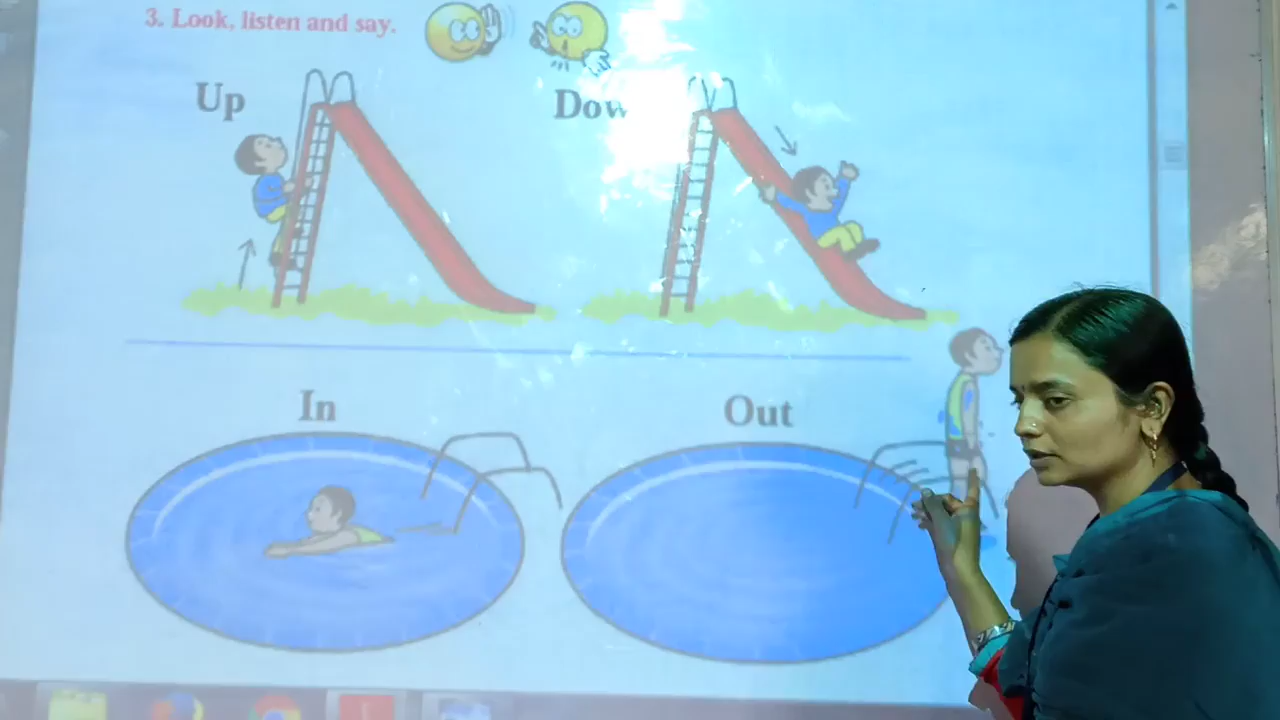 3. Look, listen and say.
Up
Dow
In
Out